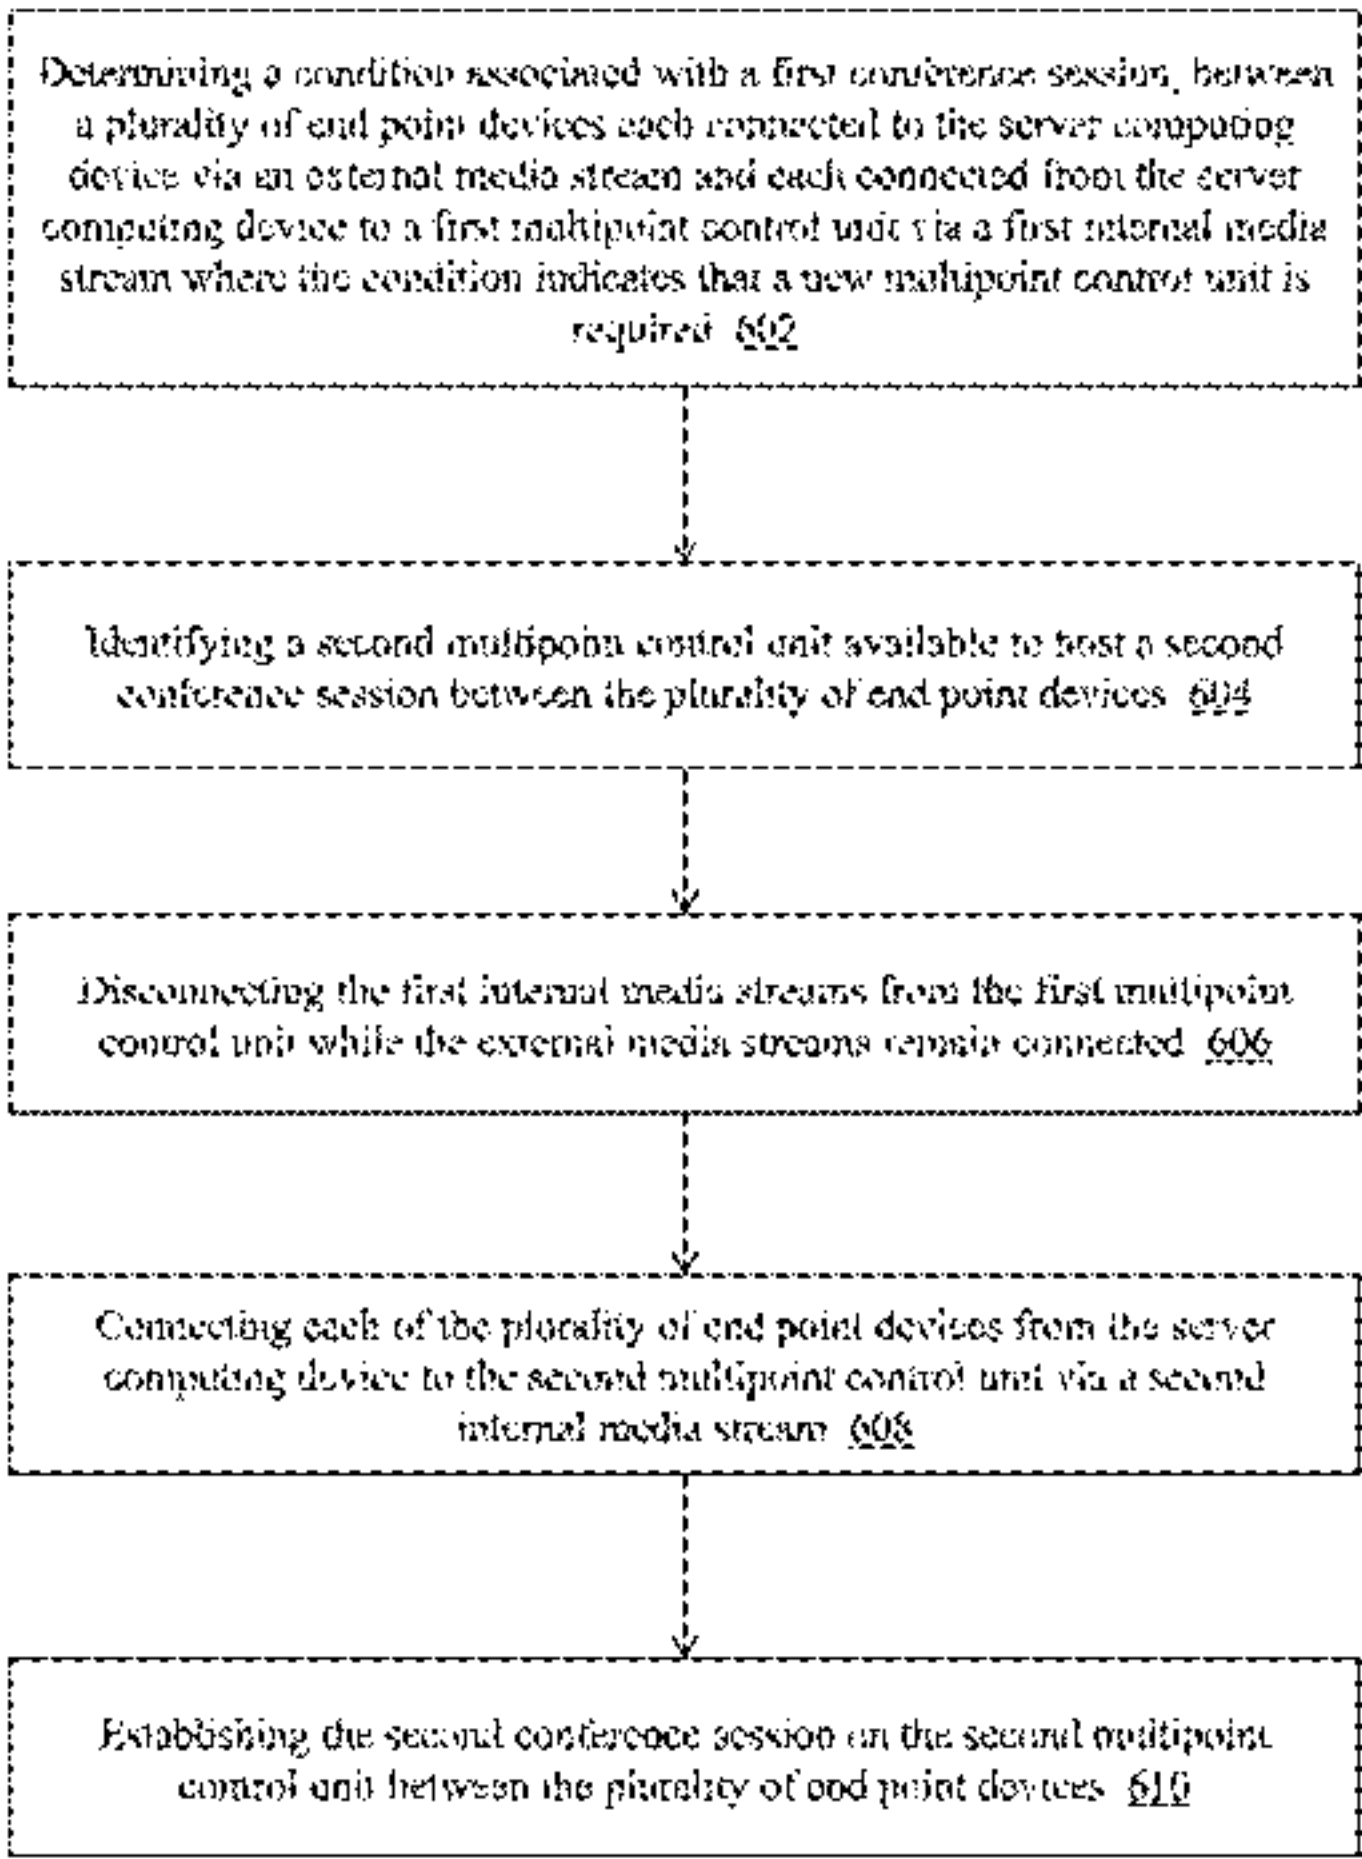 Determining a condition associated with a first conference session, between
a plurality of end point devices each connected to the server computing
device via an external media stream and each connected from the server
computing device to a first multipoint control unit via a first internal media
stream where the condition indicates that a new multipoint control unit is
required 602
Identifying a second multipoint control unit available to host a second
conference session between the plurality of end point devices 604
Disconnecting the first internal media streams from the first multipoint
control unit while the external media streams remain connected 606
Connecting each of the plurality of end point devices from the server
computing device to the second multipoint control unit via a second
internal media stream 608
Establishing the second conference session on the second multipoint
control unit between the plurality of end point devices 610